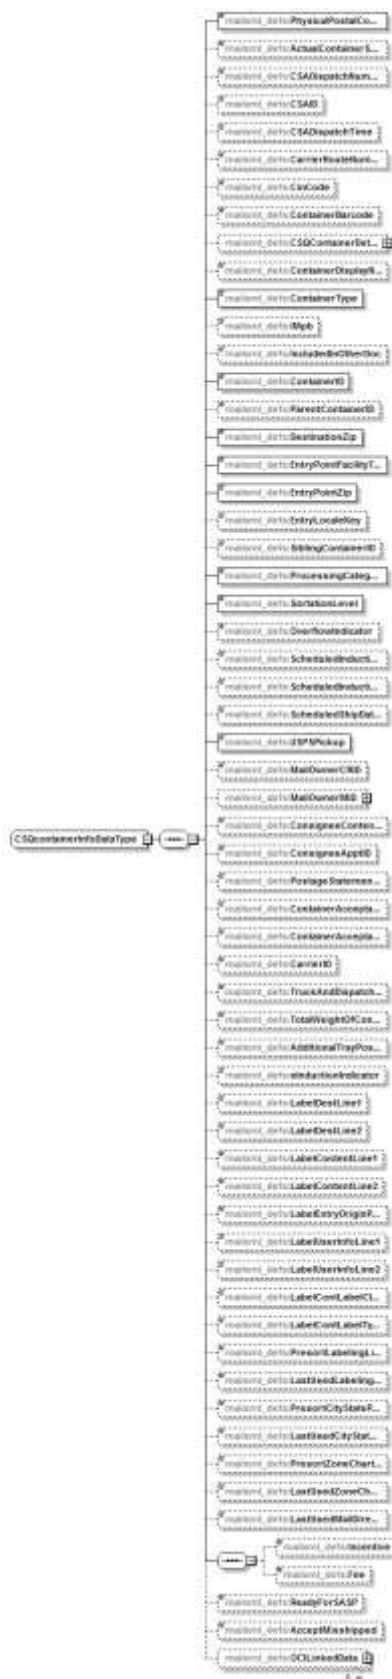 mailxml_defs:PhysicalPostalCo...
mailxml_defs:ActualContainerS...
mailxml_defs:CSADispatchNum...
mailxml_defs:CSAID
mailxml_defs:CSADispatchTime
mailxml_defs:CarrierRouteNum...
mailxml_defs:CinCode
mailxml_defs:ContainerBarcode
mailxml_defs:CSQContainerDet...
mailxml_defs:ContainerDisplayN...
mailxml_defs:ContainerType
mailxml_defs:IMpb
mailxml_defs:IncludedInOtherDoc
mailxml_defs:ContainerID
mailxml_defs:ParentContainerID
mailxml_defs:DestinationZip
mailxml_defs:EntryPointFacilityT...
mailxml_defs:EntryPointZip
mailxml_defs:EntryLocaleKey
mailxml_defs:SiblingContainerID
mailxml_defs:ProcessingCateg...
mailxml_defs:SortationLevel
mailxml_defs:OverflowIndicator
mailxml_defs:ScheduledInducti...
mailxml_defs:ScheduledInducti...
mailxml_defs:ScheduledShipDat...
mailxml_defs:USPSPickup
mailxml_defs:MailOwnerCRID
mailxml_defs:MailOwnerMID
CSQcontainerInfoDataType
mailxml_defs:ConsigneeConten...
mailxml_defs:ConsigneeApptID
mailxml_defs:PostageStatemen...
mailxml_defs:ContainerAccepta...
mailxml_defs:ContainerAccepta...
mailxml_defs:CarrierID
mailxml_defs:TruckAndDispatch...
mailxml_defs:TotalWeightOfCon...
mailxml_defs:AdditionalTrayPos...
mailxml_defs:eInductionIndicator
mailxml_defs:LabelDestLine1
mailxml_defs:LabelDestLine2
mailxml_defs:LabelContentLine1
mailxml_defs:LabelContentLine2
mailxml_defs:LabelEntryOriginP...
mailxml_defs:LabelUserInfoLine1
mailxml_defs:LabelUserInfoLine2
mailxml_defs:LabelContLabelCL...
mailxml_defs:LabelContLabelTy...
mailxml_defs:PresortLabelingLi...
mailxml_defs:LastUsedLabeling...
mailxml_defs:PresortCityStateP...
mailxml_defs:LastUsedCityStat...
mailxml_defs:PresortZoneChart...
mailxml_defs:LastUsedZoneCh...
mailxml_defs:LastUsedMailDire...
mailxml_defs:Incentive
mailxml_defs:Fee
mailxml_defs:ReadyForSASP
mailxml_defs:AcceptMisshipped
mailxml_defs:OCILinkedData